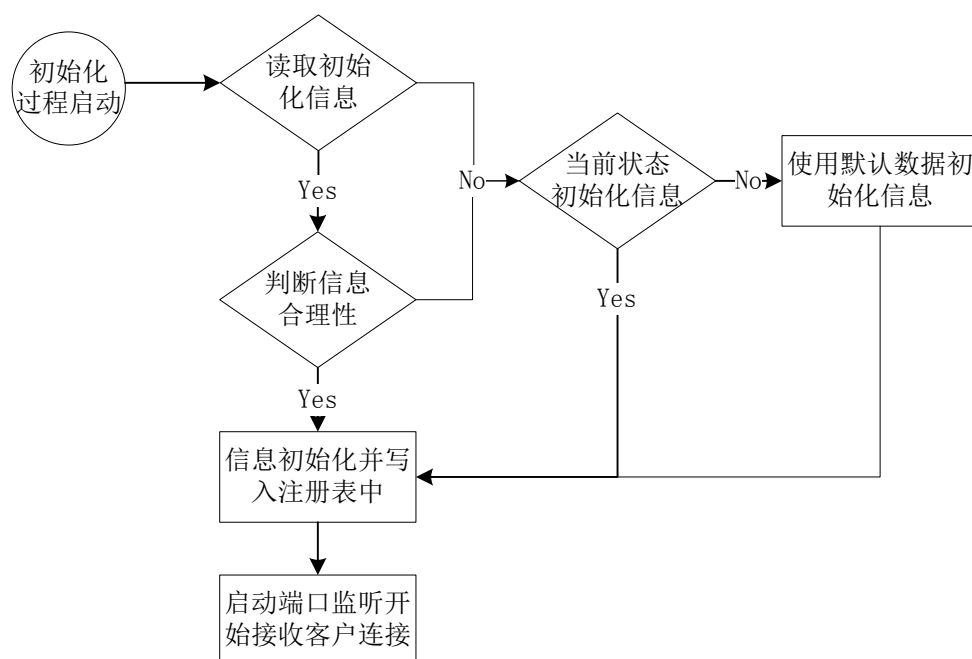 初始化
过程启动
读取初始
化信息
Yes
判断信息
合理性
No
当前状态
初始化信息
No
使用默认数据初
始化信息
Yes
Yes
信息初始化并写
入注册表中
启动端口监听开
始接收客户连接